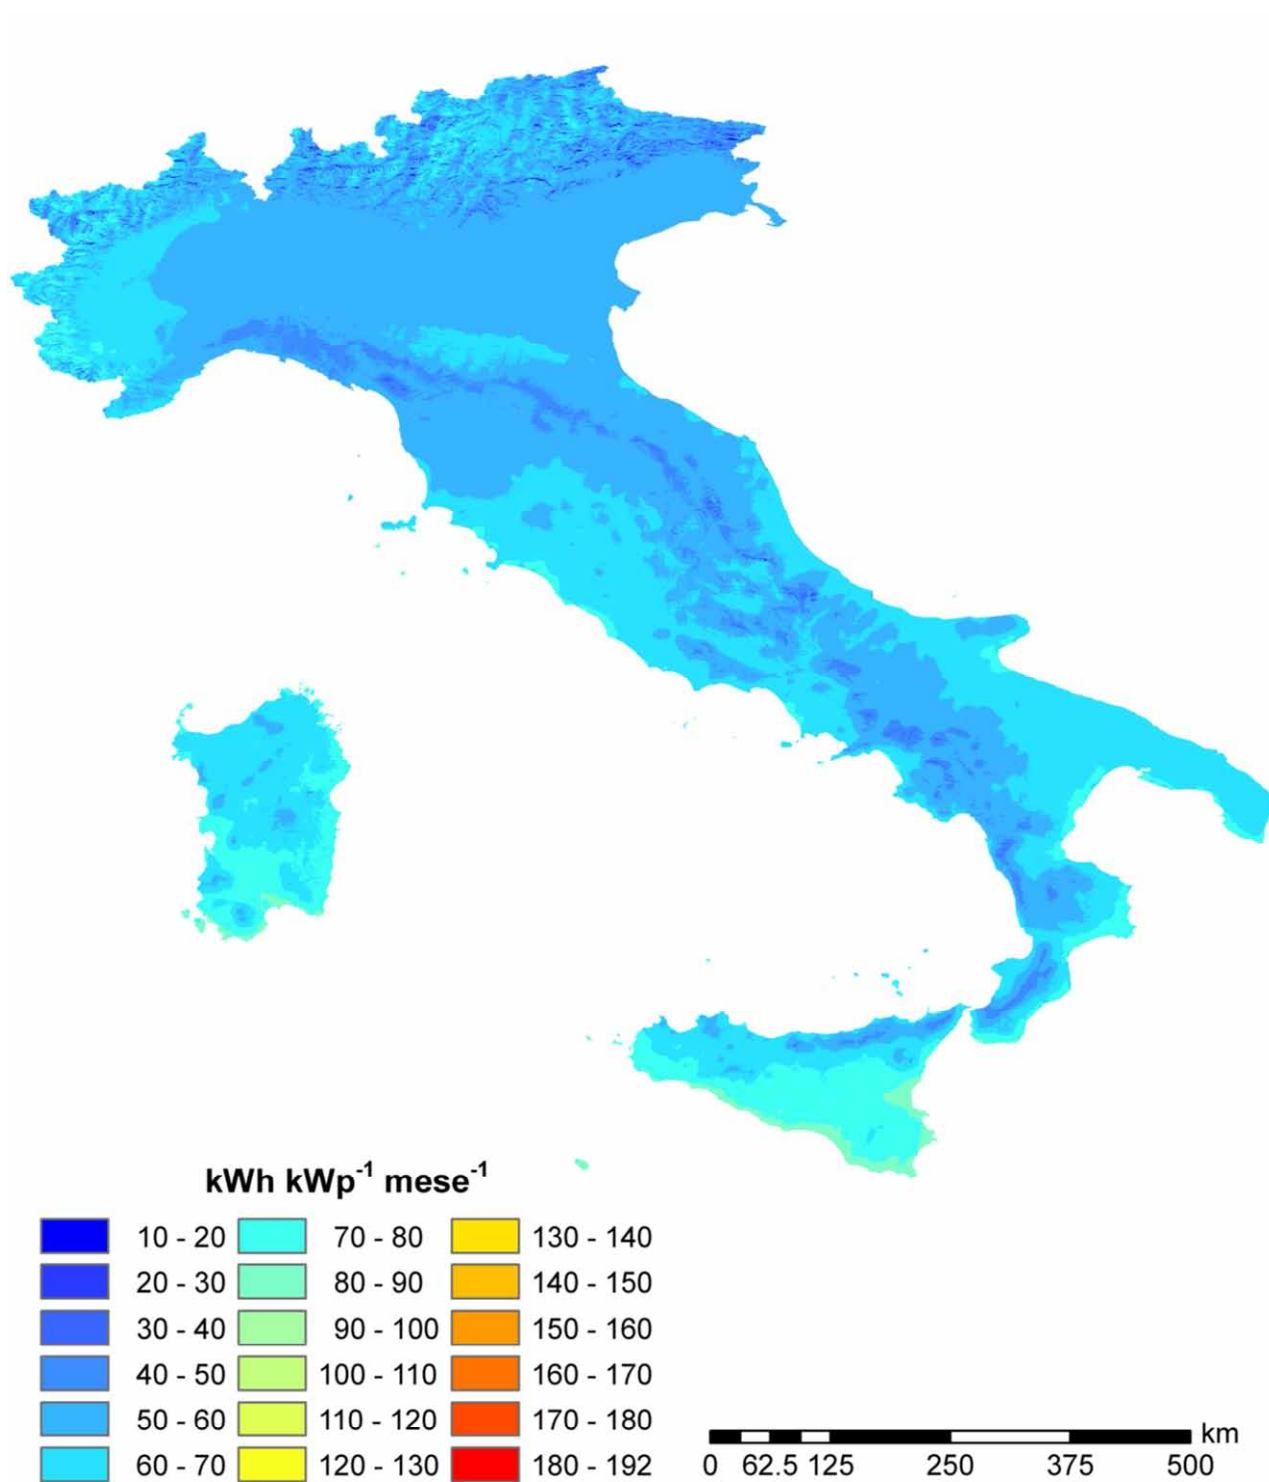 kWh kWp-1 mese-1
10 - 20 70 - 80 130 - 140
20 - 30 80 - 90 140 - 150
30 - 40 90 - 100 150 - 160
40 - 50 100 - 110 160 - 170
50 - 60 110 - 120 170 - 180
60 - 70 120 - 130 180 - 192
km
0 62.5 125 250 375 500